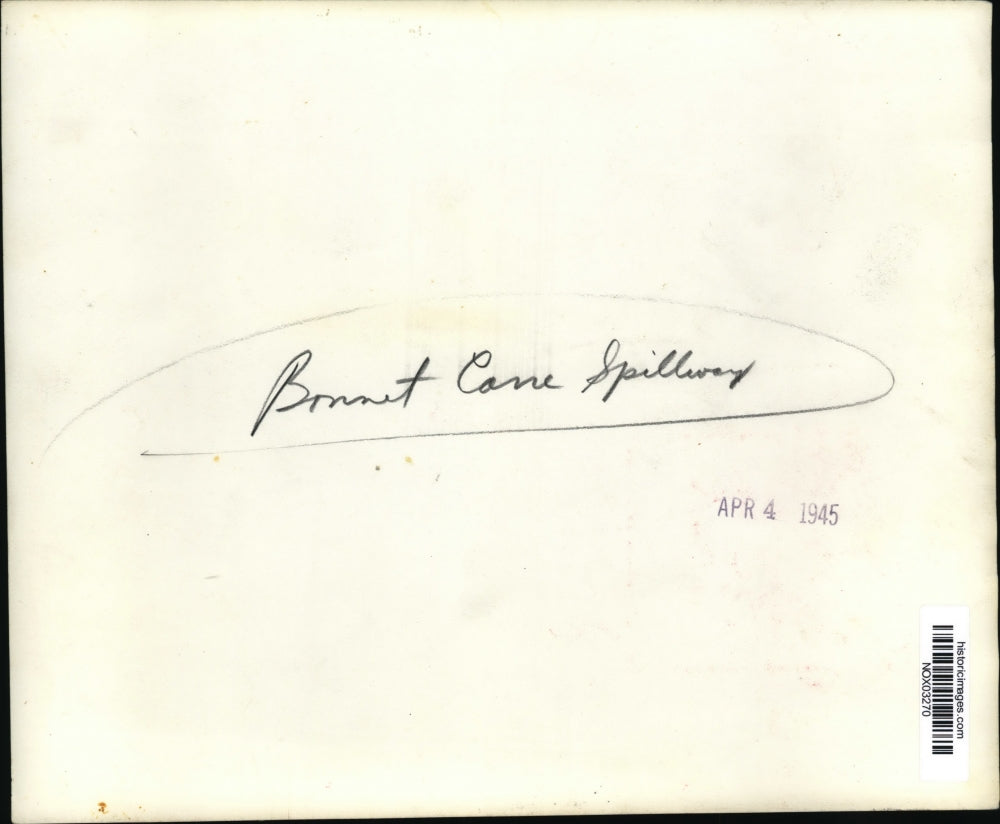 Bonnet Carre Spillway
APR 4 1945
historicimages.com
NOX03270